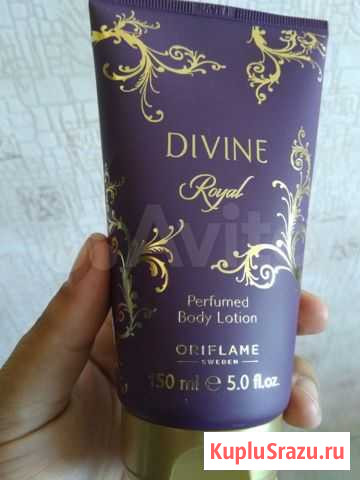 DIVINE
Royal
Avito
Perfumed
Body Lotion
ORIFLAME
SWEDEN
150 ml ℮ 5.0 fl.oz.
KupluSrazu.ru